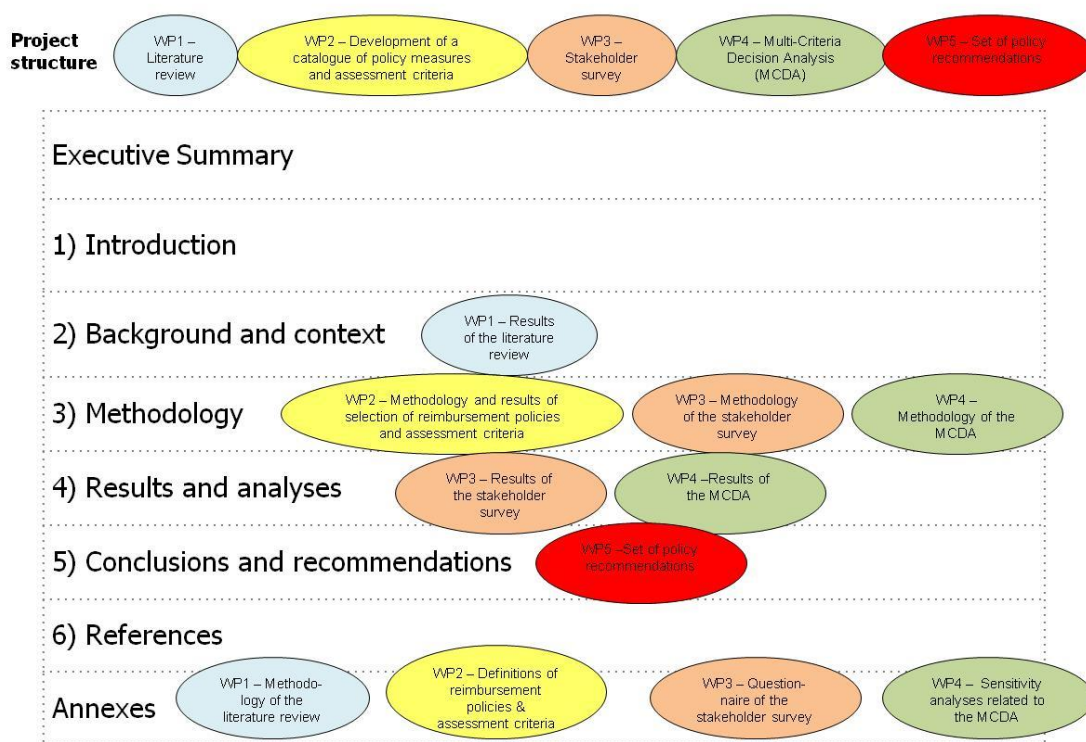 Project
structure
WP1 –
Literature
review
WP2 – Development of a
catalogue of policy measures
and assessment criteria
WP3 –
Stakeholder
survey
WP4 – Multi-Criteria
Decision Analysis
(MCDA)
WP5 – Set of policy
recommendations
Executive Summary
1) Introduction
2) Background and context
WP1 – Results
of the literature
review
3) Methodology
WP2 – Methodology and results of
selection of reimbursement policies
and assessment criteria
WP3 – Methodology
of the stakeholder
survey
WP4 –
Methodology of the
MCDA
4) Results and analyses
WP3 – Results of
the stakeholder
survey
WP4 –Results of
the MCDA
5) Conclusions and recommendations
WP5 –Set of policy
recommendations
6) References
Annexes
WP1 – Methodo-
logy of the
literature review
WP2 – Definitions of
reimbursement
policies &
assessment criteria
WP3 – Question-
naire of the
stakeholder survey
WP4 – Sensitivity
analyses related to
the MCDA